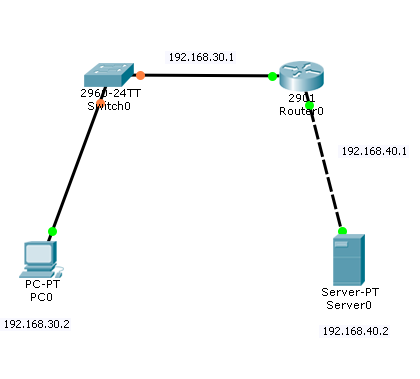 192.168.30.1
2960-24TT
Switch0
2901
Router0
192.168.40.1
PC-PT
PC0
192.168.30.2
Server-PT
Server0
192.168.40.2